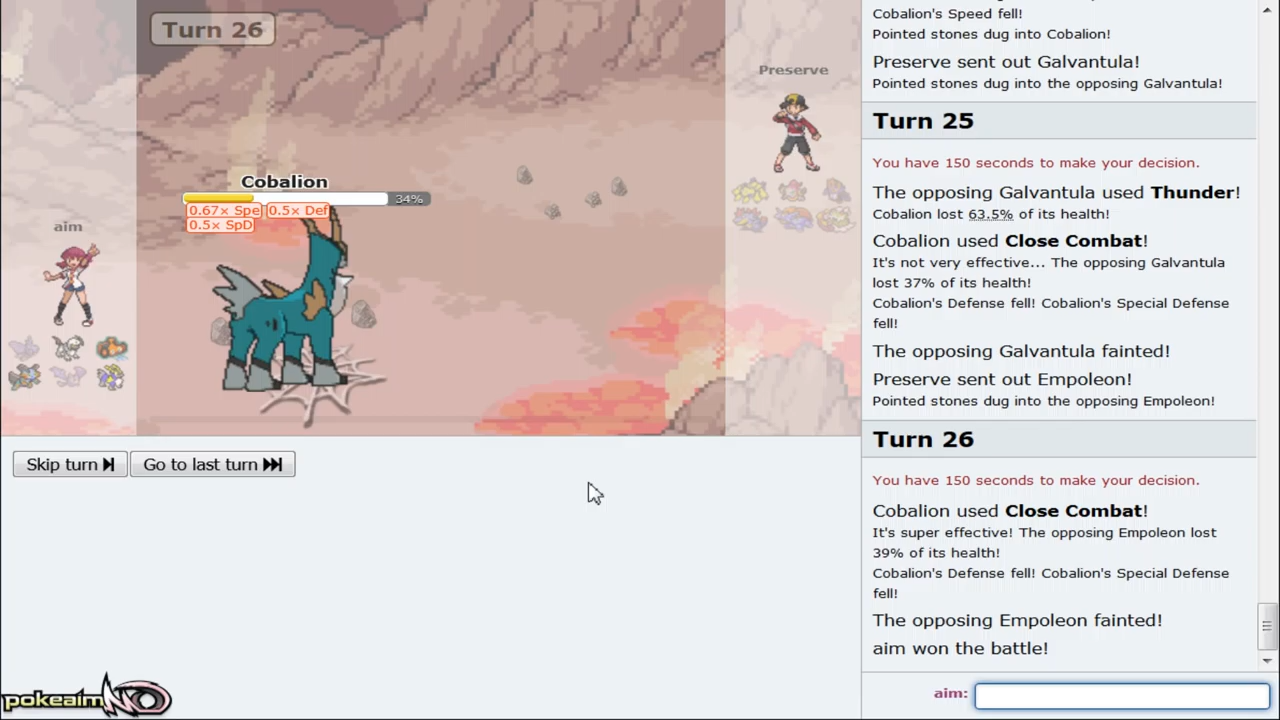 Turn 26
Preserve
Cobalion
34%
0.67× Spe 0.5× Def
0.5× SpD
aim
Skip turn
Go to last turn
pokeaimMD
Cobalion's Speed fell!
Pointed stones dug into Cobalion!
Preserve sent out Galvantula!
Pointed stones dug into the opposing Galvantula!
Turn 25
You have 150 seconds to make your decision.
The opposing Galvantula used Thunder!
Cobalion lost 63.5% of its health!
Cobalion used Close Combat!
It's not very effective... The opposing Galvantula
lost 37% of its health!
Cobalion's Defense fell! Cobalion's Special Defense
fell!
The opposing Galvantula fainted!
Preserve sent out Empoleon!
Pointed stones dug into the opposing Empoleon!
Turn 26
You have 150 seconds to make your decision.
Cobalion used Close Combat!
It's super effective! The opposing Empoleon lost
39% of its health!
Cobalion's Defense fell! Cobalion's Special Defense
fell!
The opposing Empoleon fainted!
aim won the battle!
aim: